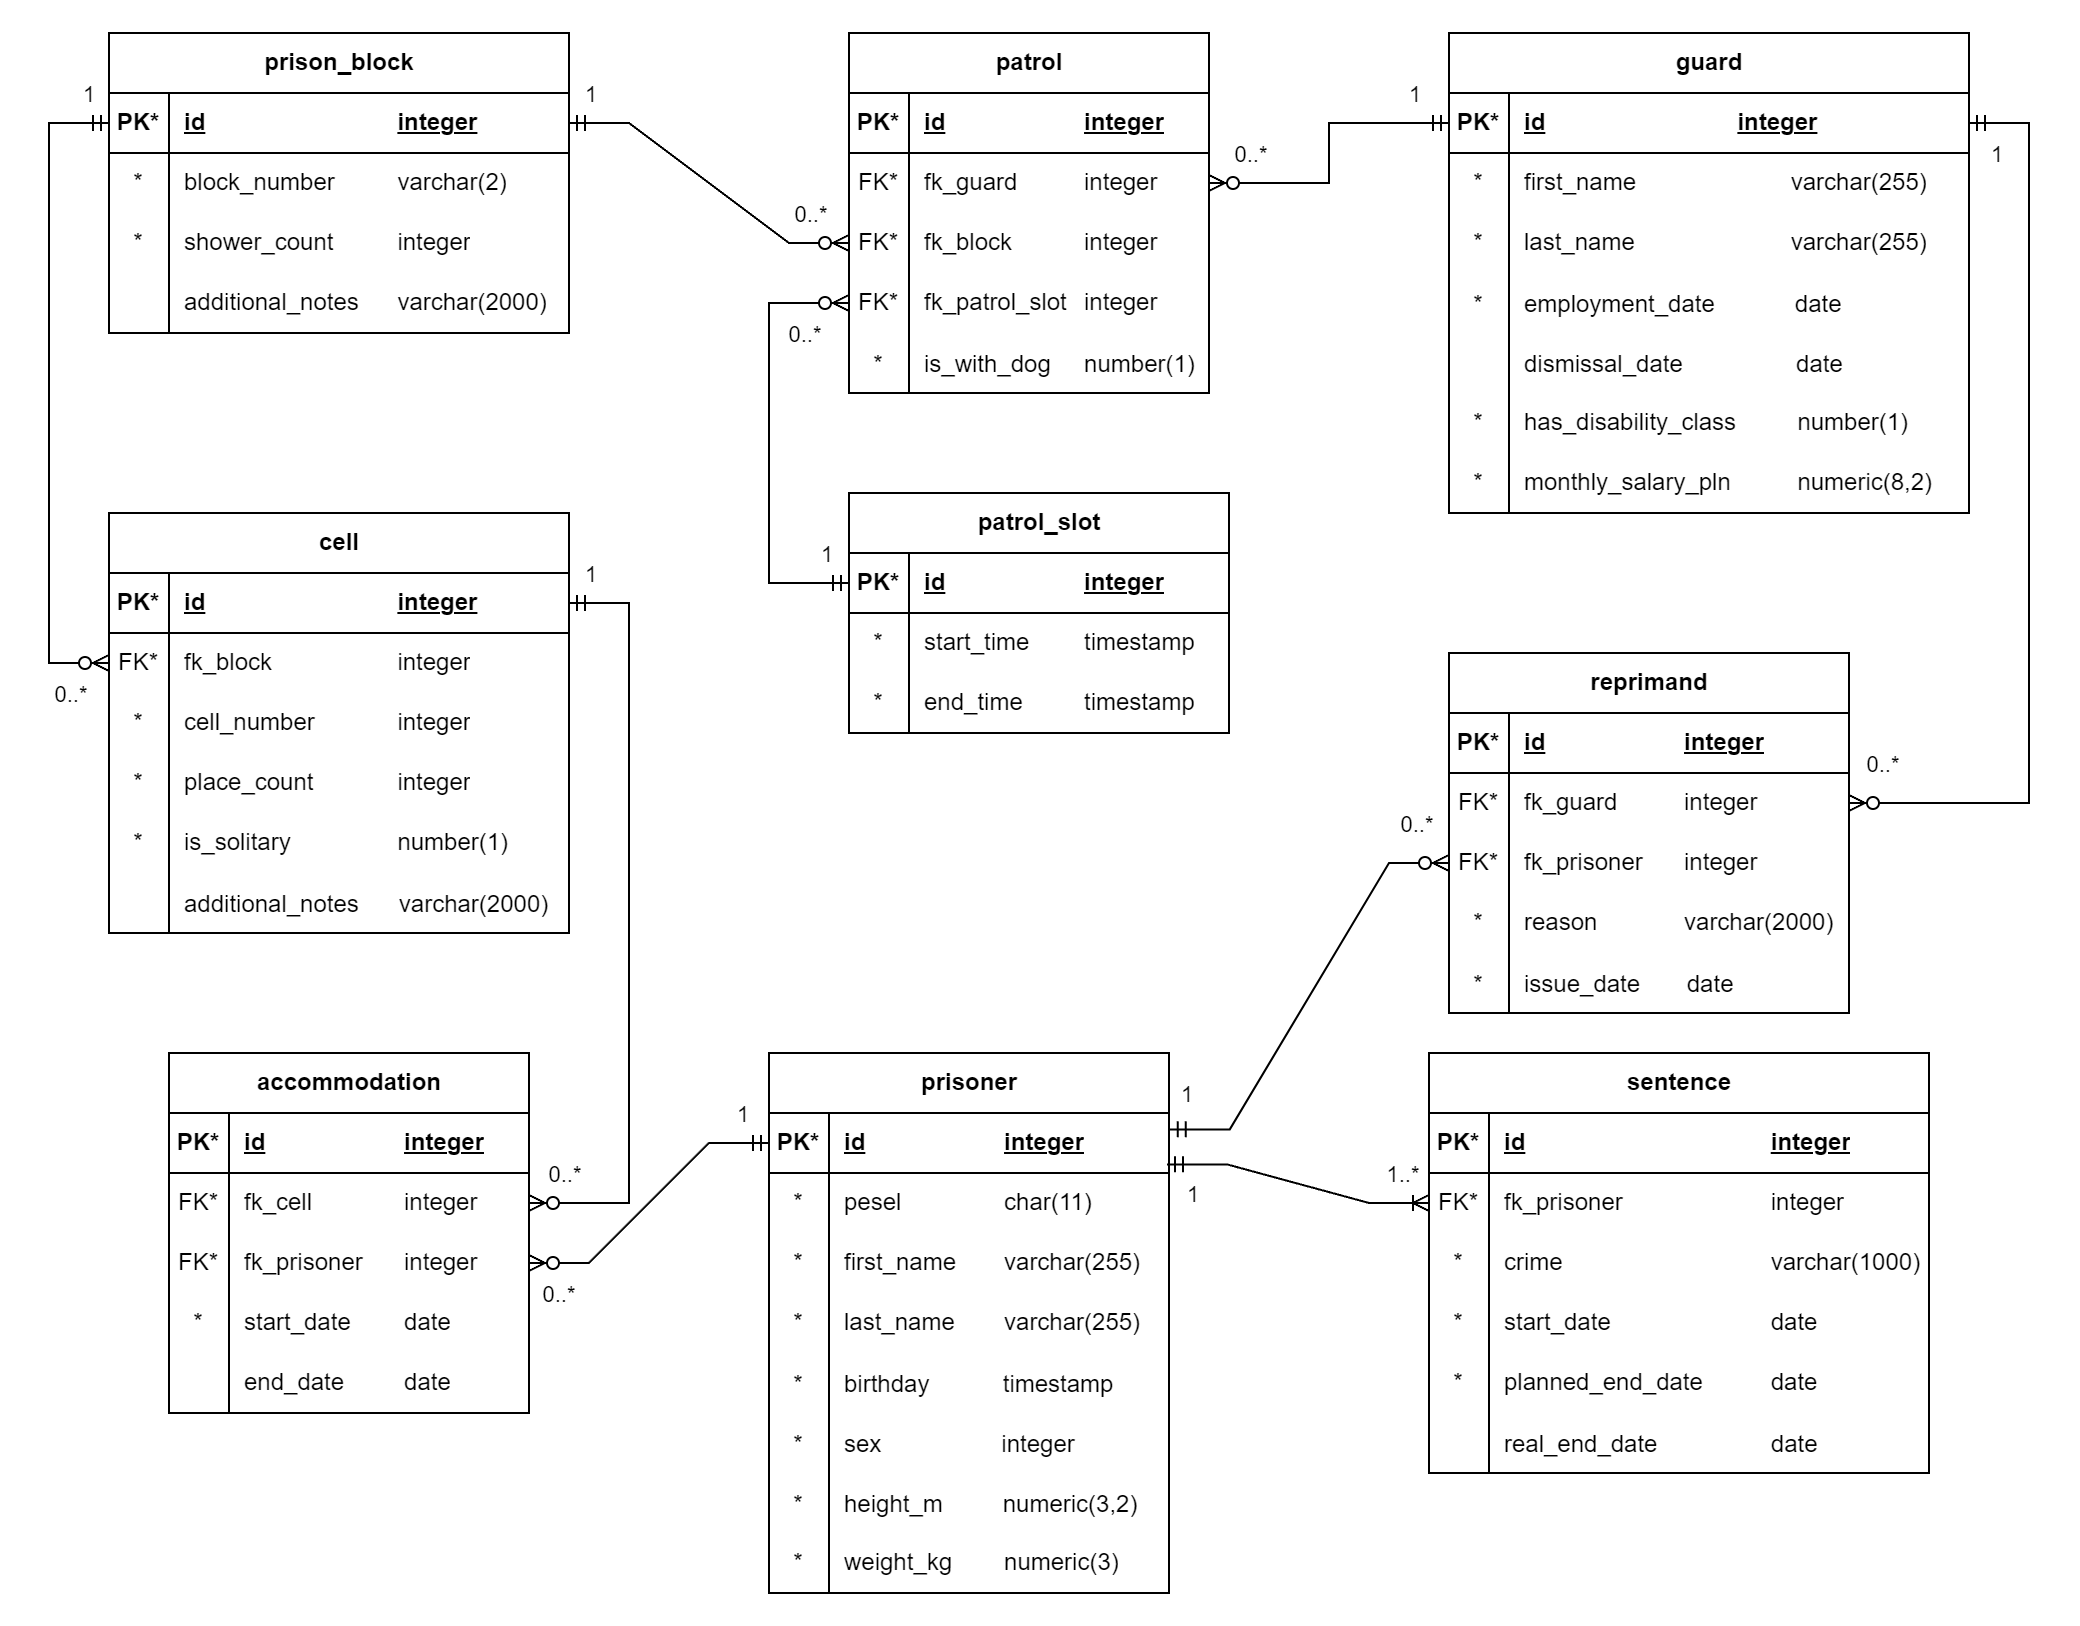 prison_block
1
1
PK* id integer
* block_number varchar(2)
* shower_count integer
additional_notes varchar(2000)
patrol
PK* id integer
FK* fk_guard integer
FK* fk_block integer
FK* fk_patrol_slot integer
* is_with_dog number(1)
0..*
0..*
0..*
guard
1
1
PK* id integer
* first_name varchar(255)
* last_name varchar(255)
* employment_date date
dismissal_date date
* has_disability_class number(1)
* monthly_salary_pln numeric(8,2)
cell
1
PK* id integer
FK* fk_block integer
0..*
* cell_number integer
* place_count integer
* is_solitary number(1)
additional_notes varchar(2000)
patrol_slot
1
PK* id integer
* start_time timestamp
* end_time timestamp
reprimand
PK* id integer
0..*
FK* fk_guard integer
0..*
FK* fk_prisoner integer
* reason varchar(2000)
* issue_date date
accommodation
PK* id integer
0..*
FK* fk_cell integer
FK* fk_prisoner integer
0..*
* start_date date
end_date date
prisoner
1
1
1
PK* id integer
* pesel char(11)
* first_name varchar(255)
* last_name varchar(255)
* birthday timestamp
* sex integer
* height_m numeric(3,2)
* weight_kg numeric(3)
sentence
PK* id integer
1..*
FK* fk_prisoner integer
* crime varchar(1000)
* start_date date
* planned_end_date date
real_end_date date